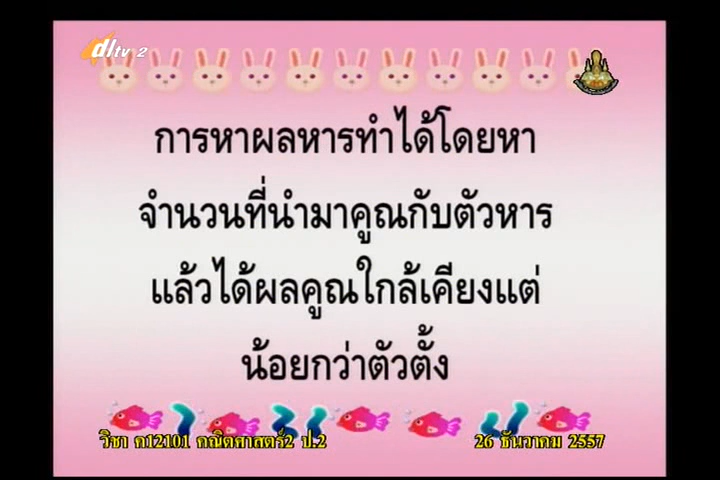 dltv 2
การหาผลหารทำได้โดยหา
จำนวนที่นำมาคูณกับตัวหาร
แล้วได้ผลคูณใกล้เคียงแต่
น้อยกว่าตัวตั้ง
วิชา ค12101 คณิตศาสตร์2 ป.2
26 ธันวาคม 2557